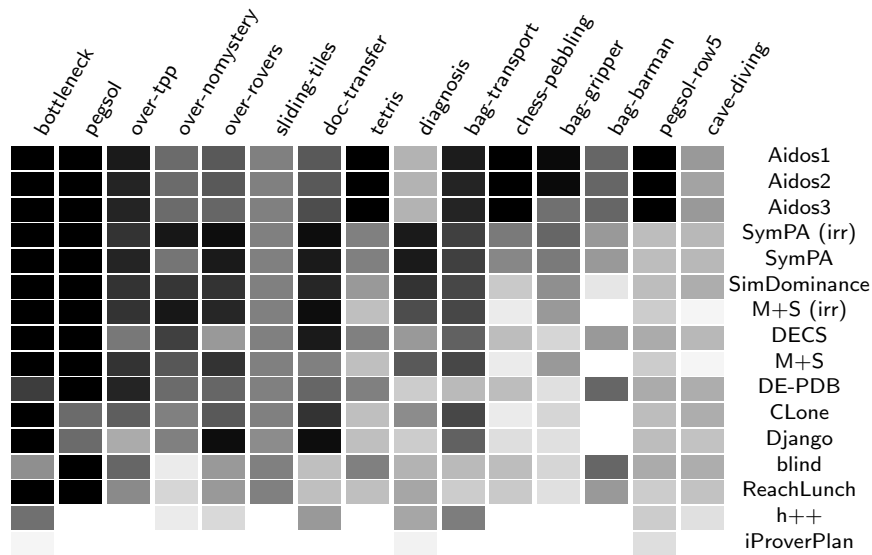 bottleneck
pegsol
over-tpp
over-nomystery
over-rovers
sliding-tiles
doc-transfer
tetris
diagnosis
bag-transport
chess-pebbling
bag-gripper
bag-barman
pegsol-row5
cave-diving
Aidos1
Aidos2
Aidos3
SymPA (irr)
SymPA
SimDominance
M+S (irr)
DECS
M+S
DE-PDB
CLone
Django
blind
ReachLunch
h++
iProverPlan